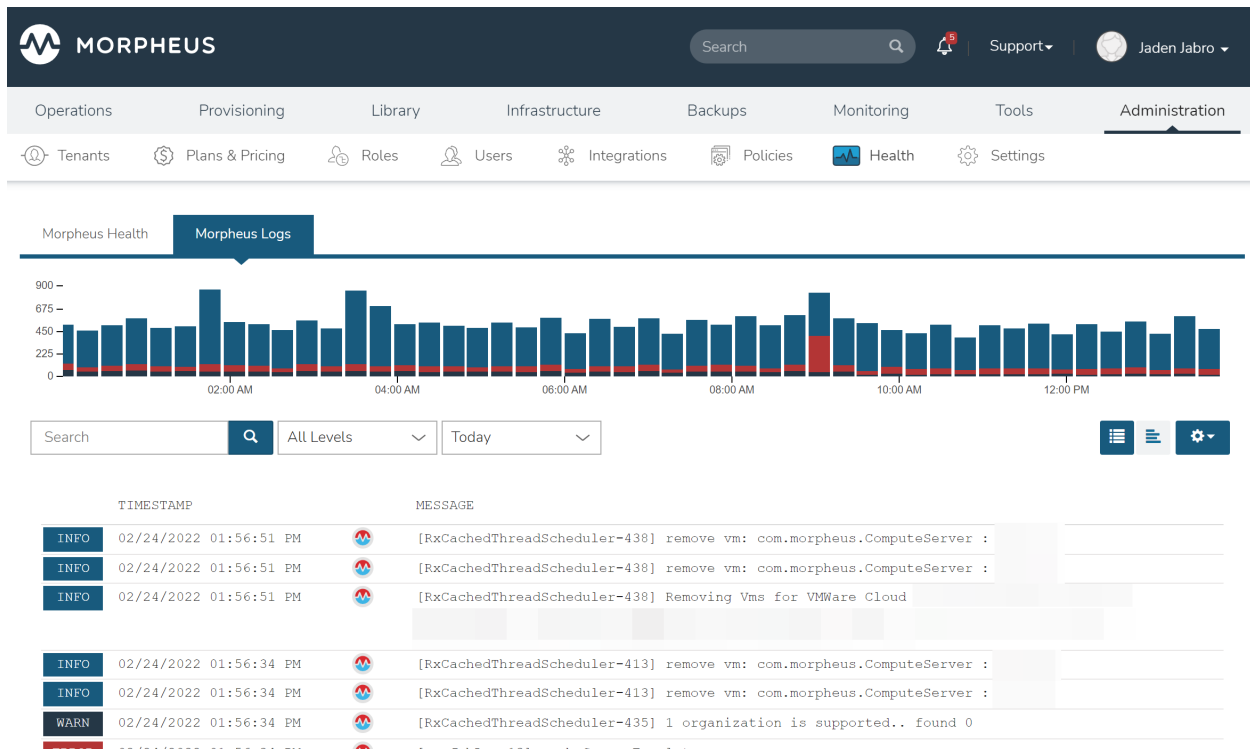 MORPHEUS
Search
5
Support
Jaden Jabro
Operations Provisioning Library Infrastructure Backups Monitoring Tools Administration
Tenants Plans & Pricing Roles Users Integrations Policies Health Settings
Morpheus Health Morpheus Logs
900
675
450
225
0
02:00 AM 04:00 AM 06:00 AM 08:00 AM 10:00 AM 12:00 PM
Search All Levels Today
TIMESTAMP MESSAGE
INFO 02/24/2022 01:56:51 PM [RxCachedThreadScheduler-438] remove vm: com.morpheus.ComputeServer :
INFO 02/24/2022 01:56:51 PM [RxCachedThreadScheduler-438] remove vm: com.morpheus.ComputeServer :
INFO 02/24/2022 01:56:51 PM [RxCachedThreadScheduler-438] Removing Vms for VMWare Cloud
INFO 02/24/2022 01:56:34 PM [RxCachedThreadScheduler-413] remove vm: com.morpheus.ComputeServer :
INFO 02/24/2022 01:56:34 PM [RxCachedThreadScheduler-413] remove vm: com.morpheus.ComputeServer :
WARN 02/24/2022 01:56:34 PM [RxCachedThreadScheduler-435] 1 organization is supported.. found 0